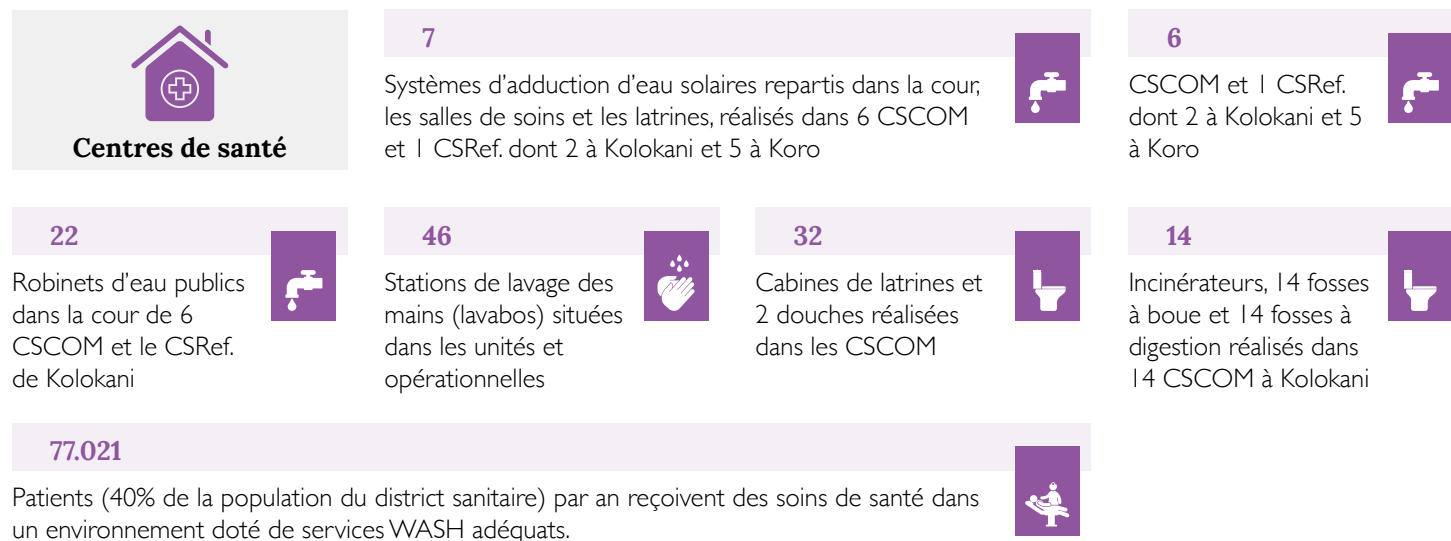 Centres de santé
7
Systèmes d'adduction d'eau solaires repartis dans la cour,
les salles de soins et les latrines, réalisés dans 6 CSCOM
et 1 CSRef. dont 2 à Kolokani et 5 à Koro
6
CSCOM et 1 CSRef.
dont 2 à Kolokani et 5
à Koro
22
Robinets d'eau publics
dans la cour de 6
CSCOM et le CSRef.
de Kolokani
46
Stations de lavage des
mains (lavabos) situées
dans les unités et
opérationnelles
32
Cabines de latrines et
2 douches réalisées
dans les CSCOM
14
Incinérateurs, 14 fosses
à boue et 14 fosses à
digestion réalisés dans
14 CSCOM à Kolokani
77.021
Patients (40% de la population du district sanitaire) par an reçoivent des soins de santé dans
un environnement doté de services WASH adéquats.